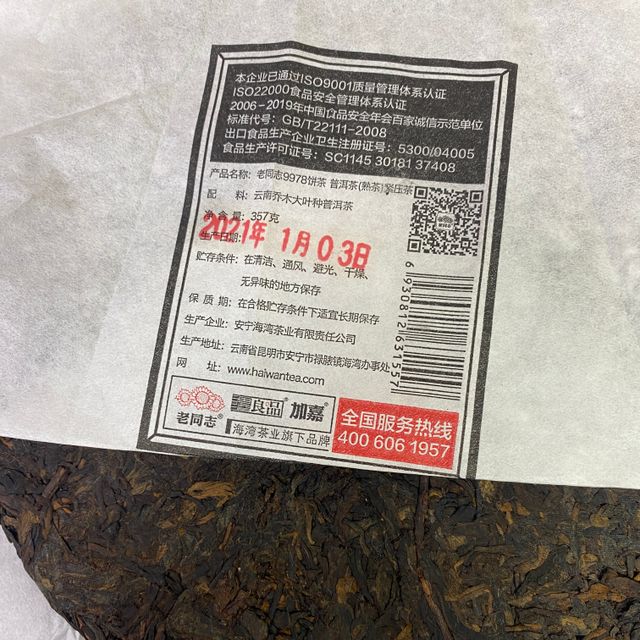 本企业已通过ISO9001质量管理体系认证
ISO22000食品安全管理体系认证
2006-2019年中国食品安全年会百家诚信示范单位
标准代号：GB/T22111-2008
出口食品生产企业卫生注册证号：5300/04005
食品生产许可证号：SC1145 30181 37408
产品名称：老同志9978饼茶 普洱茶(熟茶)紧压茶
配 料：云南乔木大叶种普洱茶
净含量：357克
生产日期：
2021年 1月 03日
贮存条件：在清洁、通风、避光、干燥、
无异味的地方保存
保 质 期：在合格贮存条件下适宜长期保存
生产企业：安宁海湾茶业有限责任公司
生产地址：云南省昆明市安宁市禄脿镇海湾办事处
网 址：www.haiwantea.com
6930812631557
老同志®
良品 加嘉®
海湾茶业旗下品牌
全国服务热线
400 606 1957